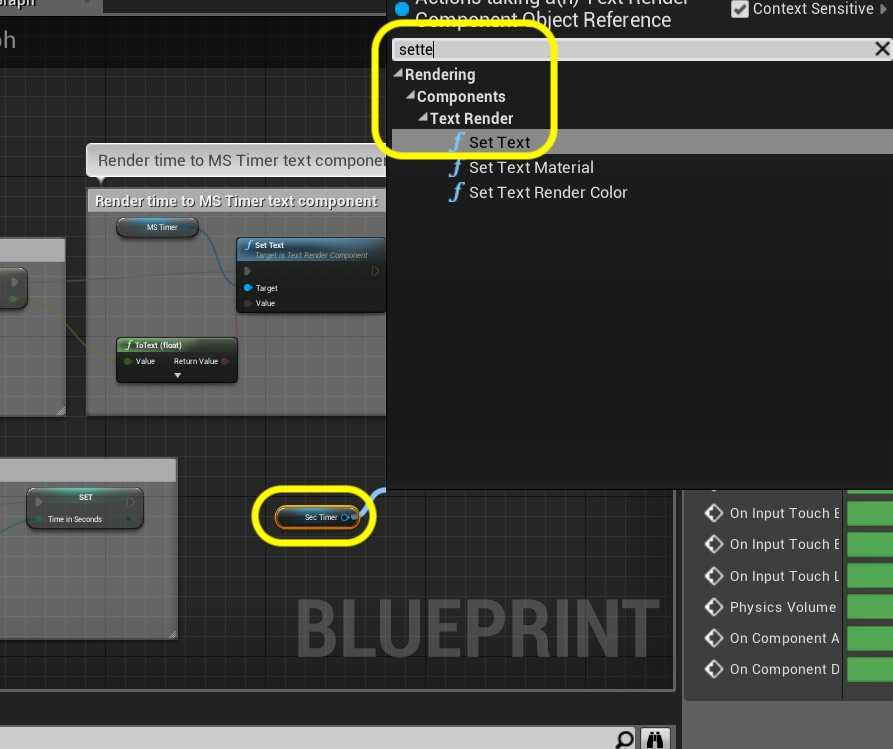 Actions taking a(n) Text Render
Component Object Reference
Context Sensitive
sette
Rendering
Components
Text Render
Set Text
Set Text Material
Set Text Render Color
Render time to MS Timer text
Render time to MS Timer text component
MS Timer
Set Text
Target is Text Render Component
Target
Value
ToText (float)
Value
Return Value
SET
Time in Seconds
Sec Timer
BLUEPRINT
On Input Touch
On Input Touch
On Input Touch
Physics Volume
On Component
On Component